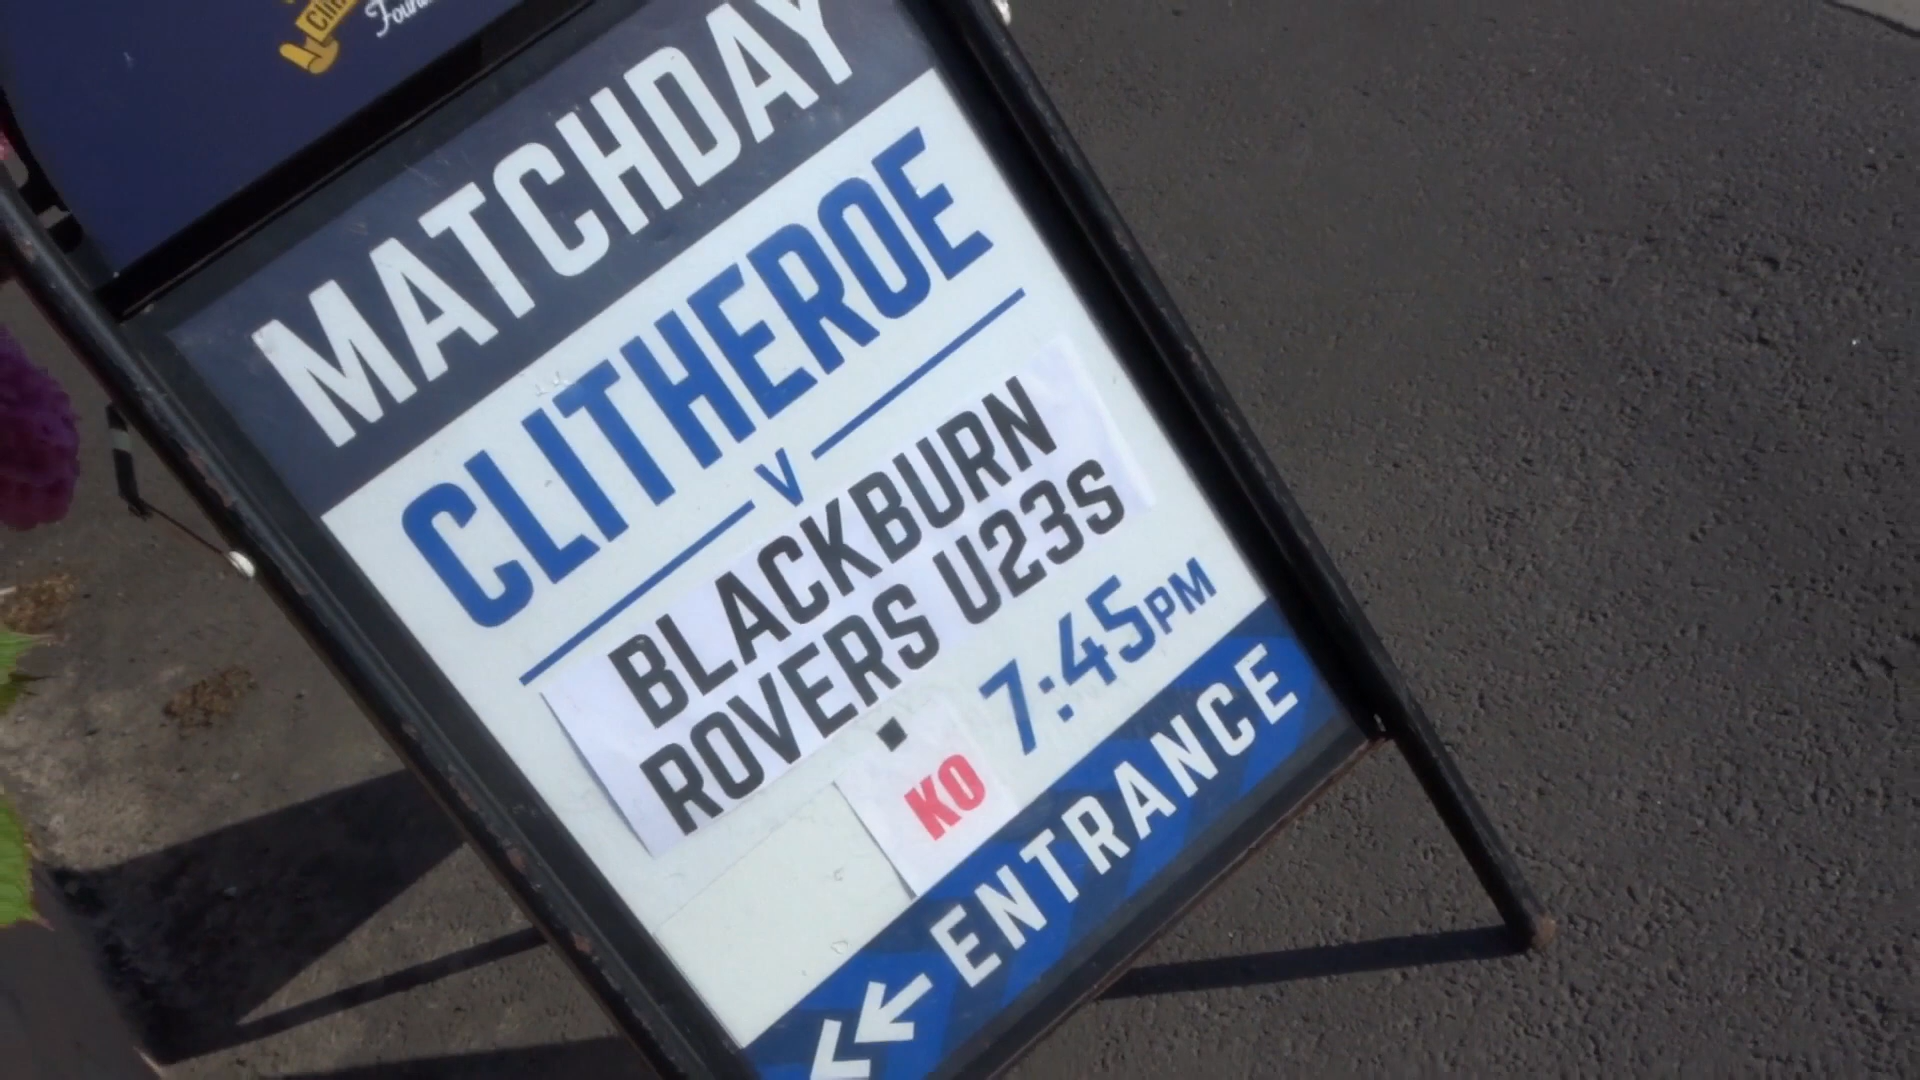 MATCHDAY
CLITHEROE
V
BLACKBURN
ROVERS U23s
KO 7:45PM
ENTRANCE